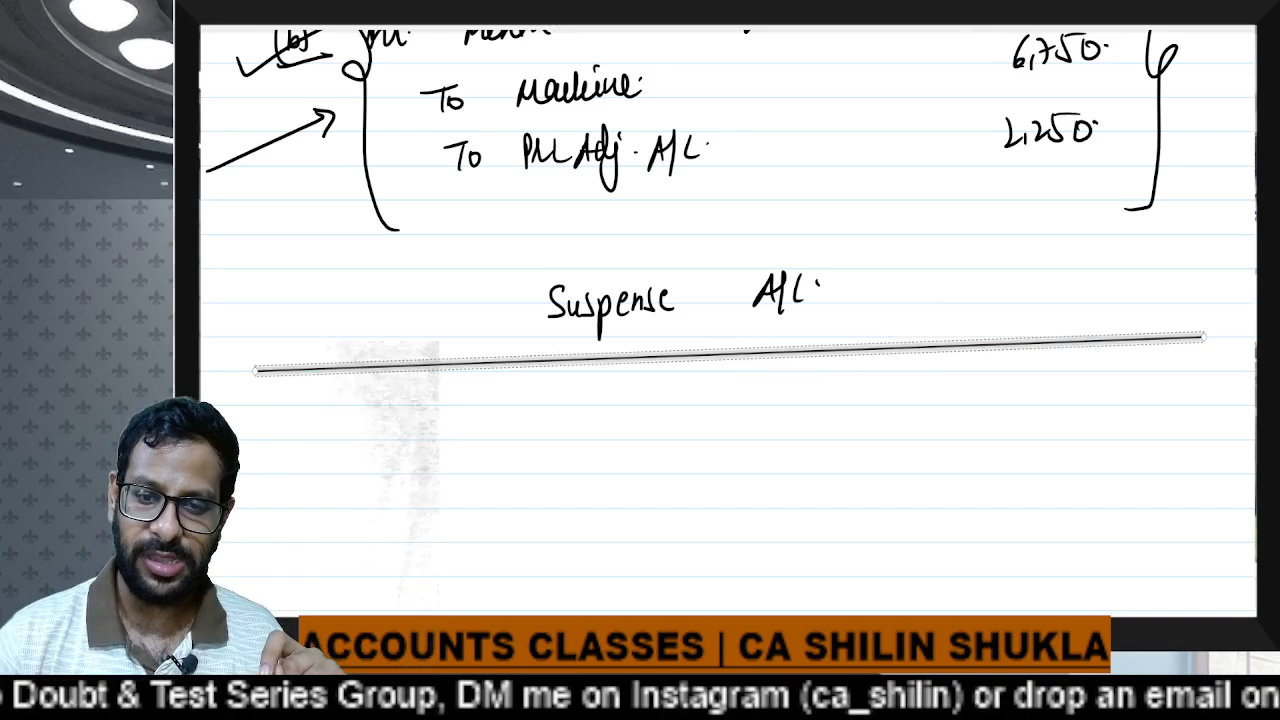 6,750.
To Machine.
To P/L Adj. A/C.
2,250.
Suspense A/C.
ACCOUNTS CLASSES | CA SHILIN SHUKLA
Doubt & Test Series Group, DM me on Instagram (ca_shilin) or drop an email on